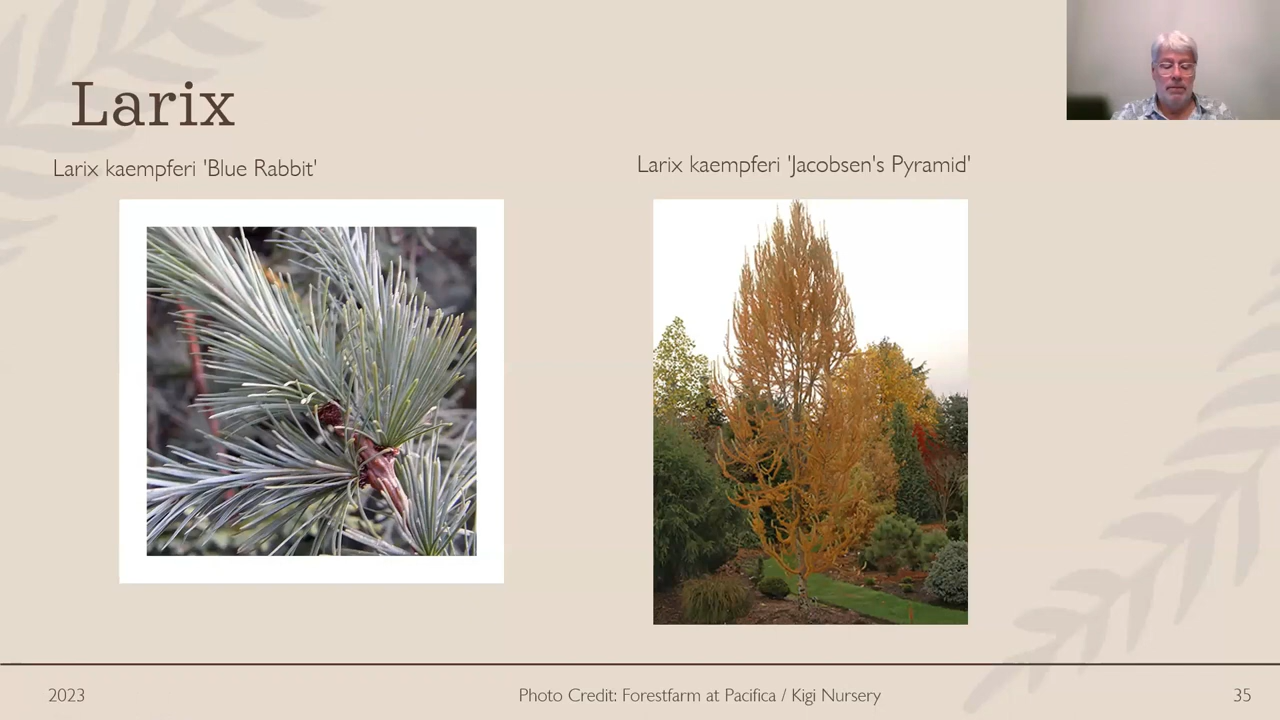 Larix
Larix kaempferi 'Blue Rabbit'
Larix kaempferi 'Jacobsen's Pyramid'
2023
Photo Credit: Forestfarm at Pacifica / Kigi Nursery
35